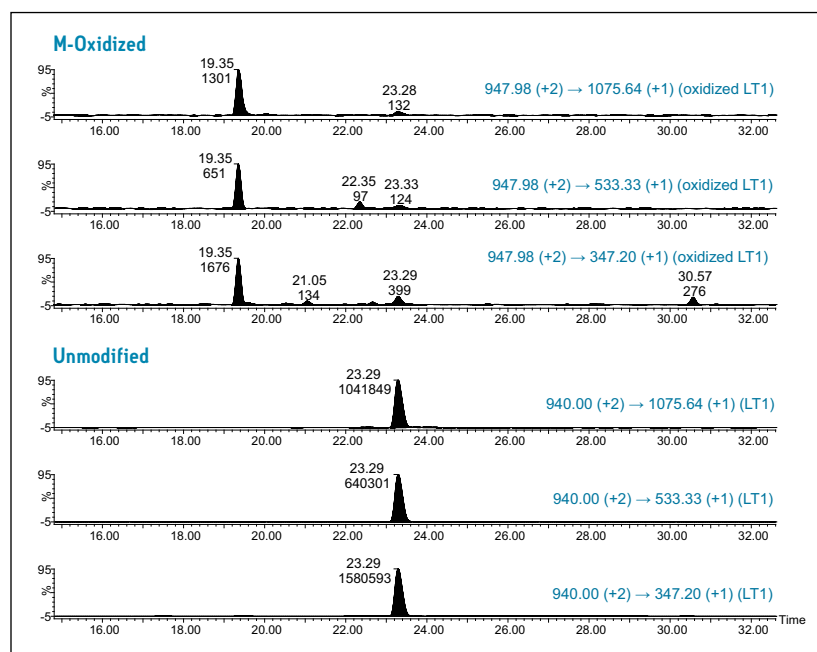 M-Oxidized
19.35
1301
23.28
132
947.98 (+2) → 1075.64 (+1) (oxidized LT1)
95
%
-5
16.00 18.00 20.00 22.00 24.00 26.00 28.00 30.00 32.00
19.35
651
22.35
97
23.33
124
947.98 (+2) → 533.33 (+1) (oxidized LT1)
95
%
-5
16.00 18.00 20.00 22.00 24.00 26.00 28.00 30.00 32.00
19.35
1676
21.05
134
23.29
399
947.98 (+2) → 347.20 (+1) (oxidized LT1)
30.57
276
95
%
-5
16.00 18.00 20.00 22.00 24.00 26.00 28.00 30.00 32.00
Unmodified
23.29
1041849
940.00 (+2) → 1075.64 (+1) (LT1)
95
%
-5
16.00 18.00 20.00 22.00 24.00 26.00 28.00 30.00 32.00
23.29
640301
940.00 (+2) → 533.33 (+1) (LT1)
95
%
-5
16.00 18.00 20.00 22.00 24.00 26.00 28.00 30.00 32.00
23.29
1580593
940.00 (+2) → 347.20 (+1) (LT1)
95
%
-5
Time
16.00 18.00 20.00 22.00 24.00 26.00 28.00 30.00 32.00